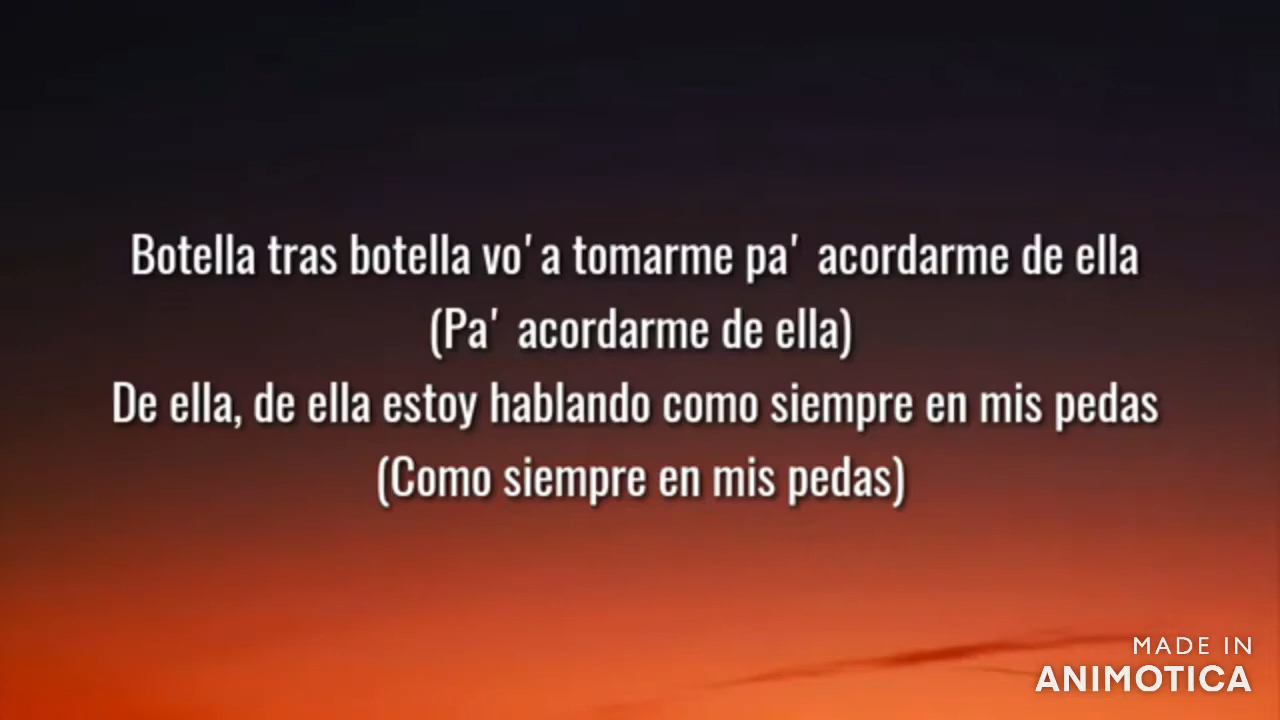 Botella tras botella vo'a tomarme pa' acordarme de ella
(Pa' acordarme de ella)
De ella, de ella estoy hablando como siempre en mis pedas
(Como siempre en mis pedas)
MADE IN
ANIMOTICA